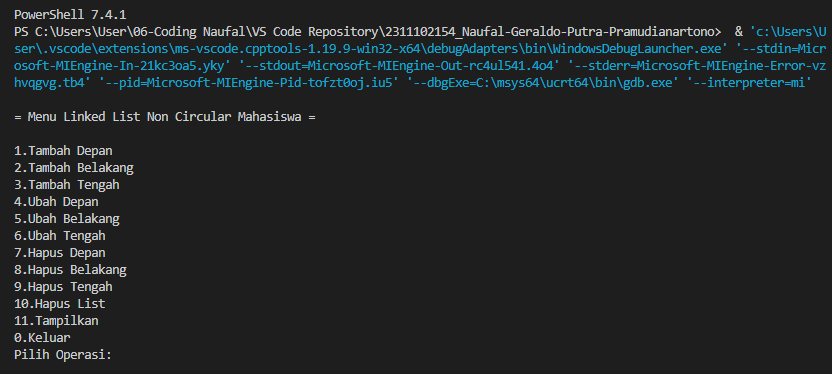 PowerShell 7.4.1
PS C:\Users\User\06-Coding Naufal\VS Code Repository\2311102154_Naufal-Geraldo-Putra-Pramudianartono>  & 'c:\Users\U
ser\.vscode\extensions\ms-vscode.cpptools-1.19.9-win32-x64\debugAdapters\bin\WindowsDebugLauncher.exe' '--stdin=Micr
osoft-MIEngine-In-21kc3oa5.yky' '--stdout=Microsoft-MIEngine-Out-rc4ul541.4o4' '--stderr=Microsoft-MIEngine-Error-vz
hvqgvg.tb4' '--pid=Microsoft-MIEngine-Pid-tofzt0oj.iu5' '--dbgExe=C:\msys64\ucrt64\bin\gdb.exe' '--interpreter=mi'
= Menu Linked List Non Circular Mahasiswa =
1.Tambah Depan
2.Tambah Belakang
3.Tambah Tengah
4.Ubah Depan
5.Ubah Belakang
6.Ubah Tengah
7.Hapus Depan
8.Hapus Belakang
9.Hapus Tengah
10.Hapus List
11.Tampilkan
0.Keluar
Pilih Operasi: